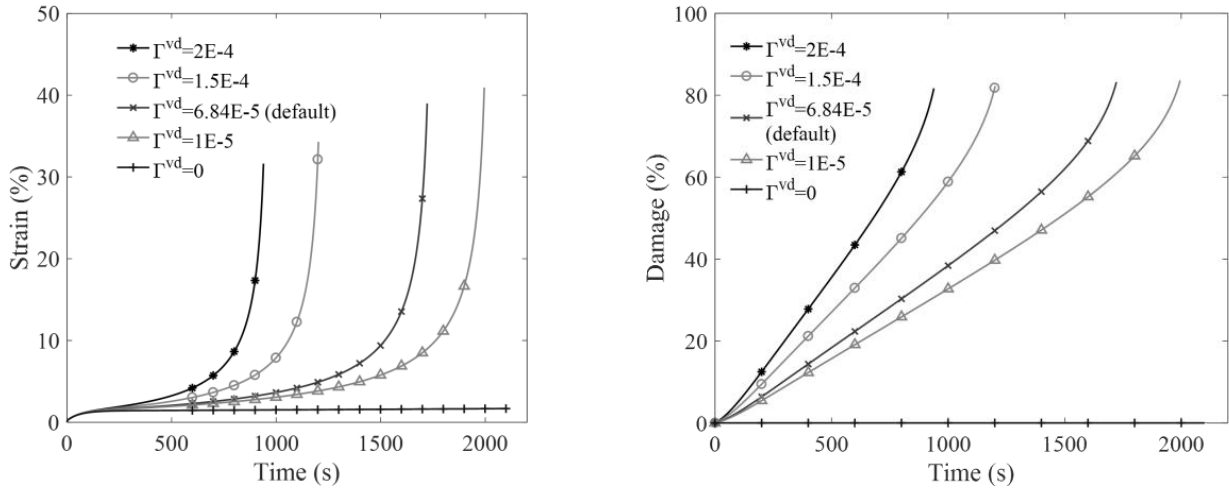 50
40
30
20
10
0
Strain (%)
Γ^vd=2E-4
Γ^vd=1.5E-4
Γ^vd=6.84E-5 (default)
Γ^vd=1E-5
Γ^vd=0
0 500 1000 1500 2000
Time (s)
100
80
60
40
20
0
Damage (%)
Γ^vd=2E-4
Γ^vd=1.5E-4
Γ^vd=6.84E-5
(default)
Γ^vd=1E-5
Γ^vd=0
0 500 1000 1500 2000
Time (s)